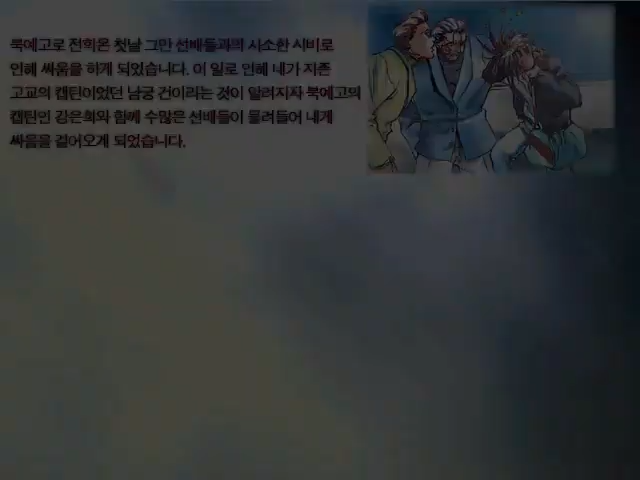 룩예고로 전학온 첫날 그만 선배들과의 사소한 시비로
인해 싸움을 하게 되었습니다. 이 일로 인해 내가 지존
고교의 캡틴이었던 남궁 건이라는 것이 알려지자 룩예고의
캡틴인 강은희와 함께 수많은 선배들이 몰려들어 내게
싸움을 걸어오게 되었습니다.